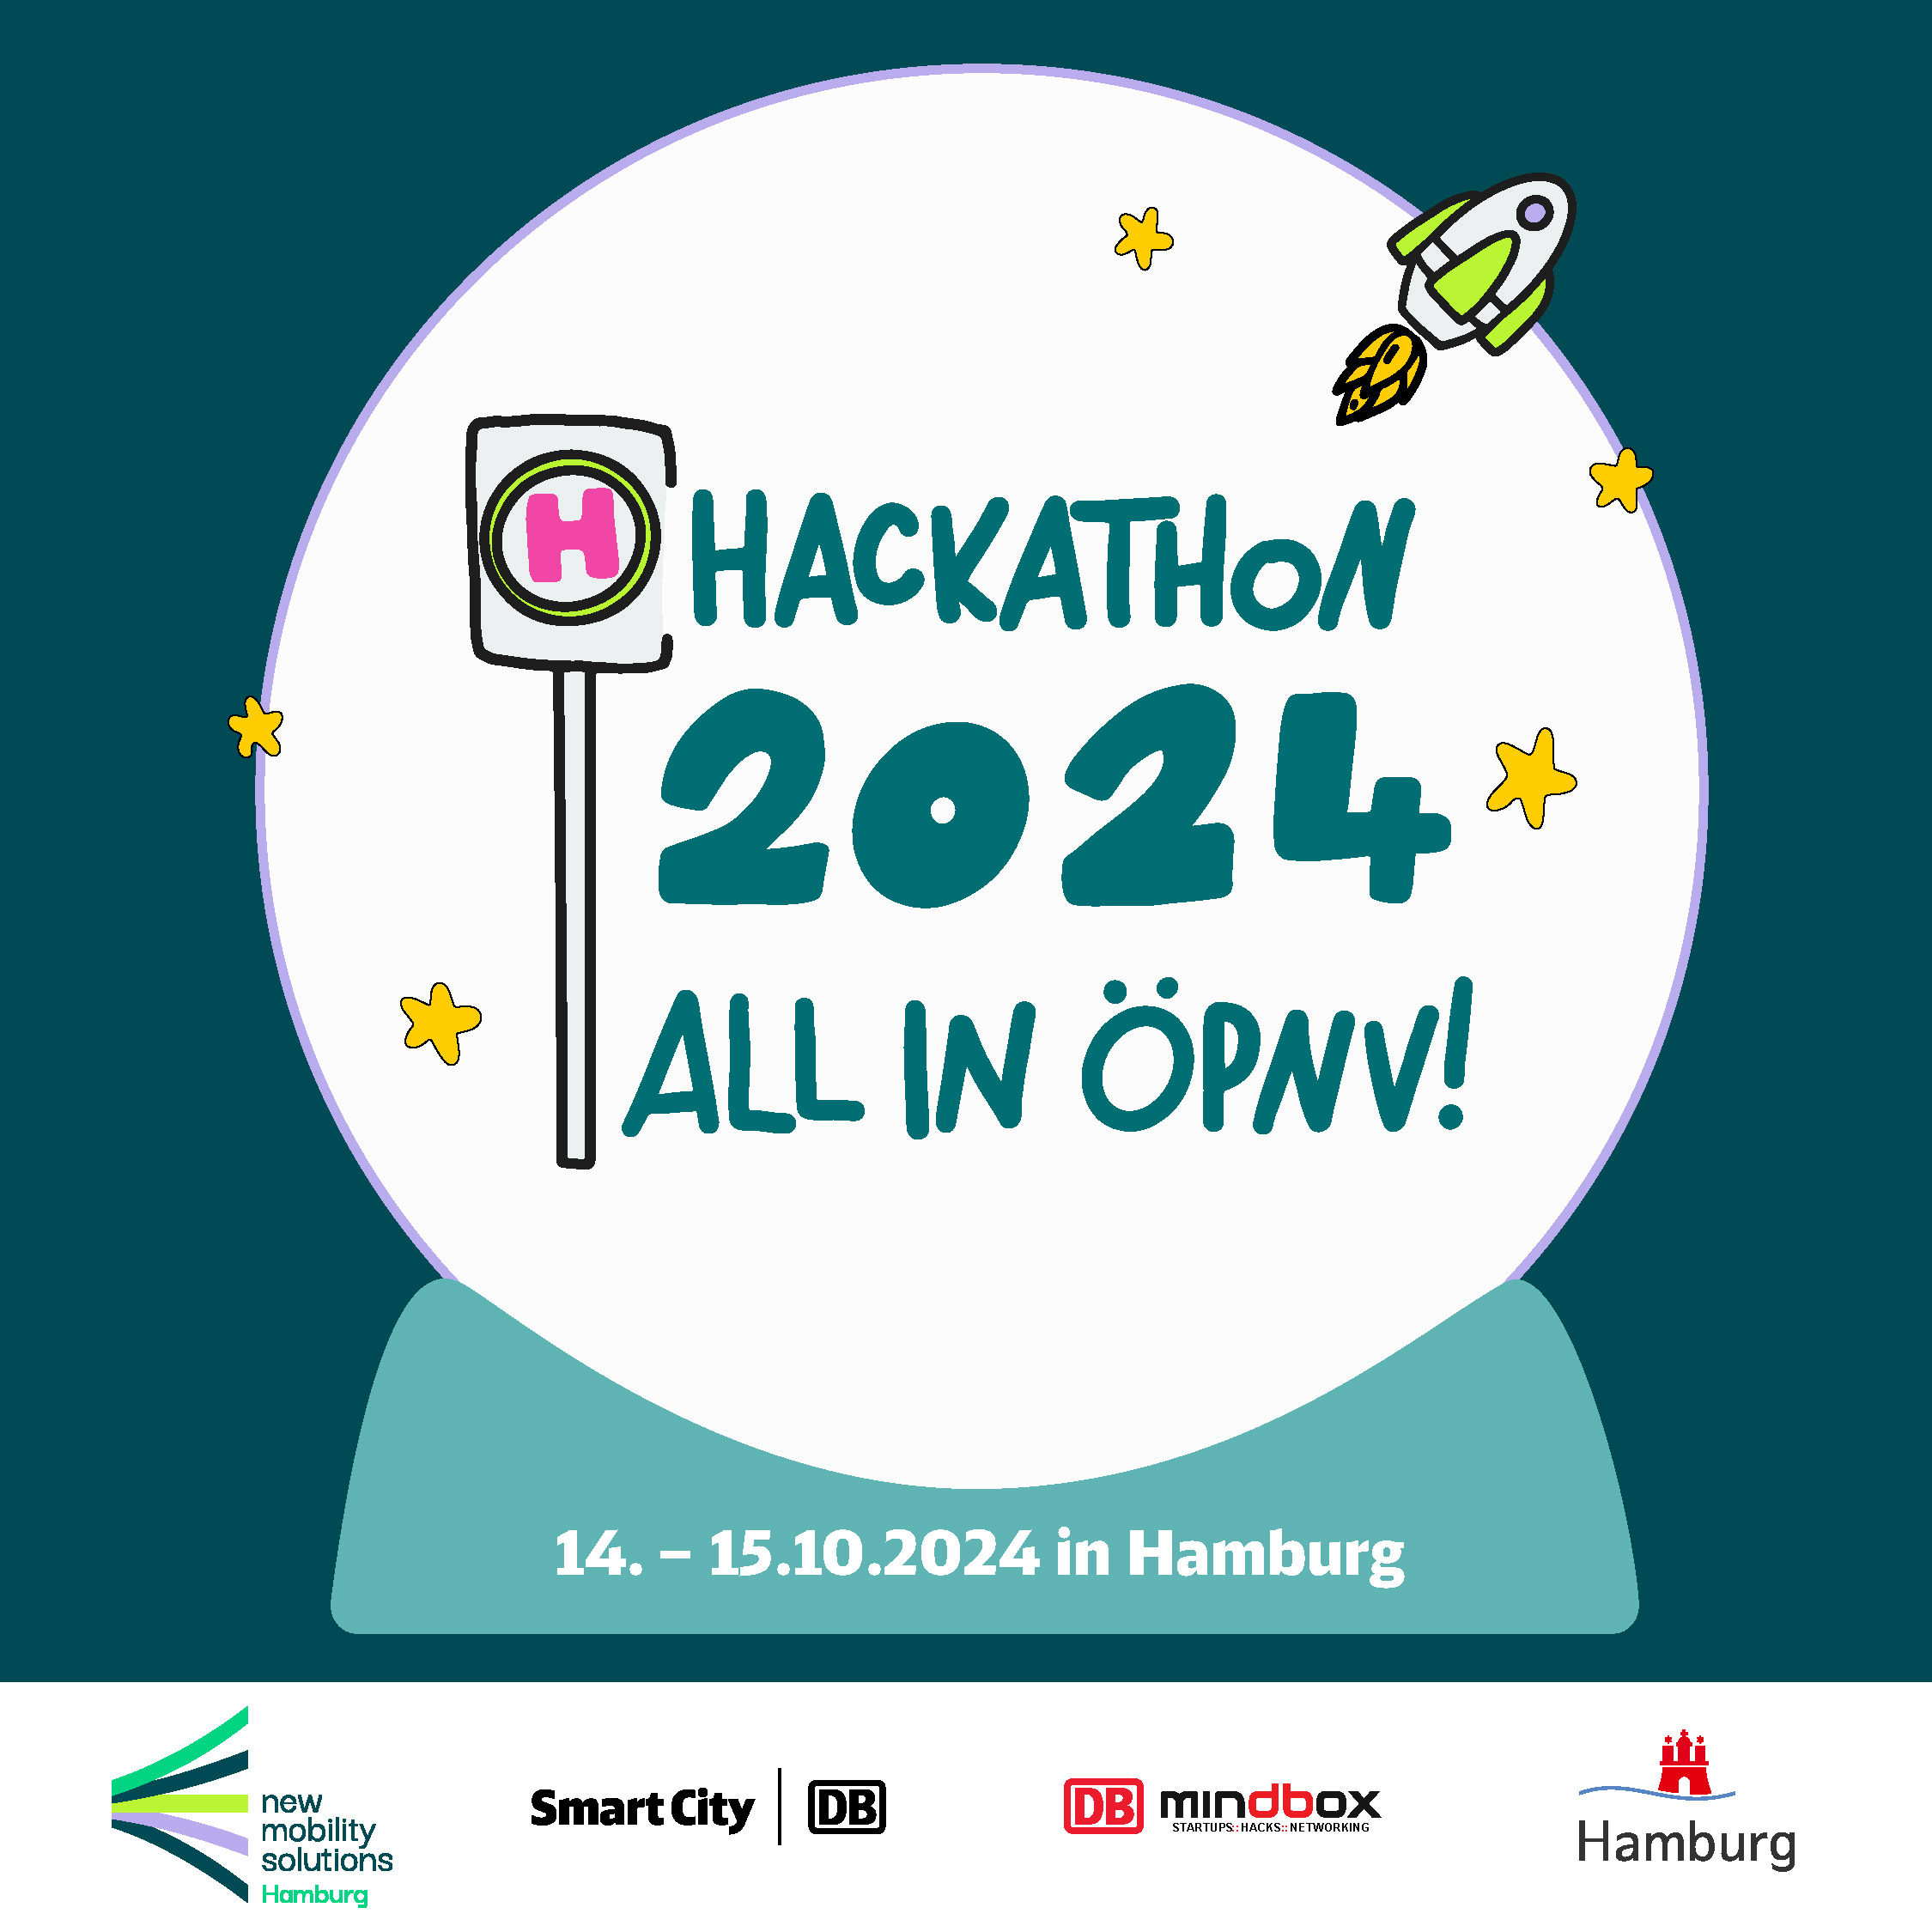 H
HACKATHON
2024
ALL IN ÖPNV!
14. – 15.10.2024 in Hamburg
new
mobility
solutions
Hamburg
Smart City | DB
DB mindbox
STARTUPS::HACKS::NETWORKING
Hamburg